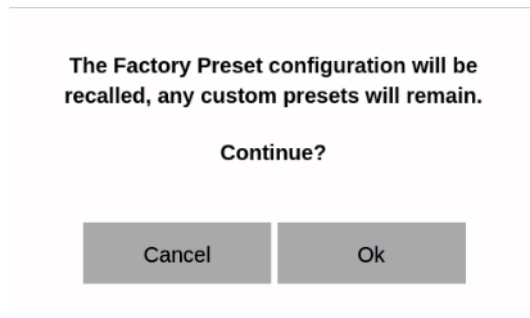 The Factory Preset configuration will be
recalled, any custom presets will remain.
Continue?
Cancel Ok